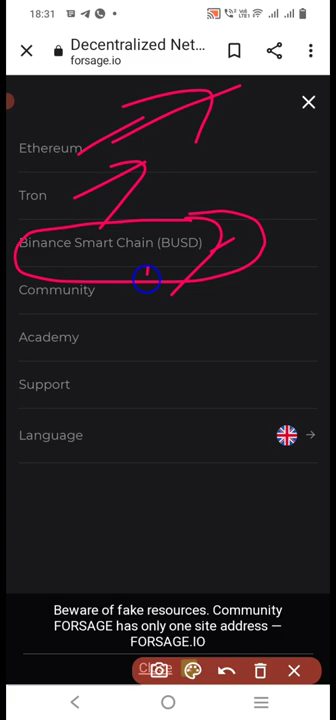 18:31
Decentralized Net...
forsage.io
Ethereum
Tron
Binance Smart Chain (BUSD)
Community
Academy
Support
Language
Beware of fake resources. Community
FORSAGE has only one site address —
FORSAGE.IO